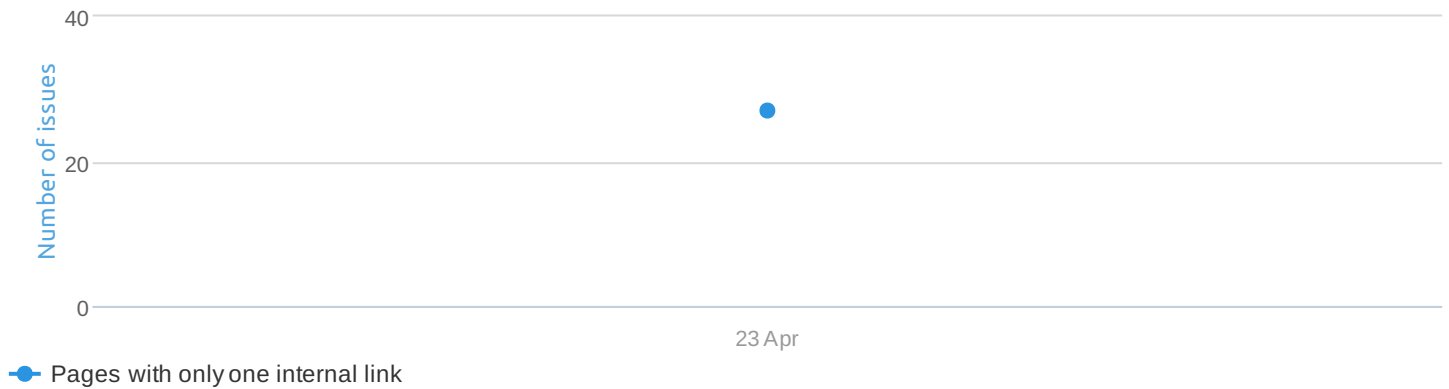 40
Number of issues
20
0
23 Apr
Pages with only one internal link